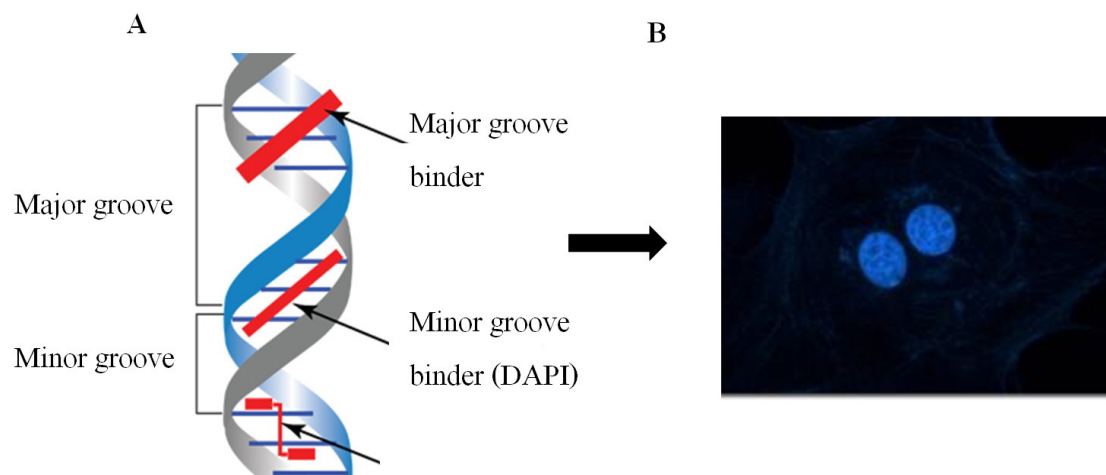 A
B
Major groove
binder
Major groove
Minor groove
binder (DAPI)
Minor groove